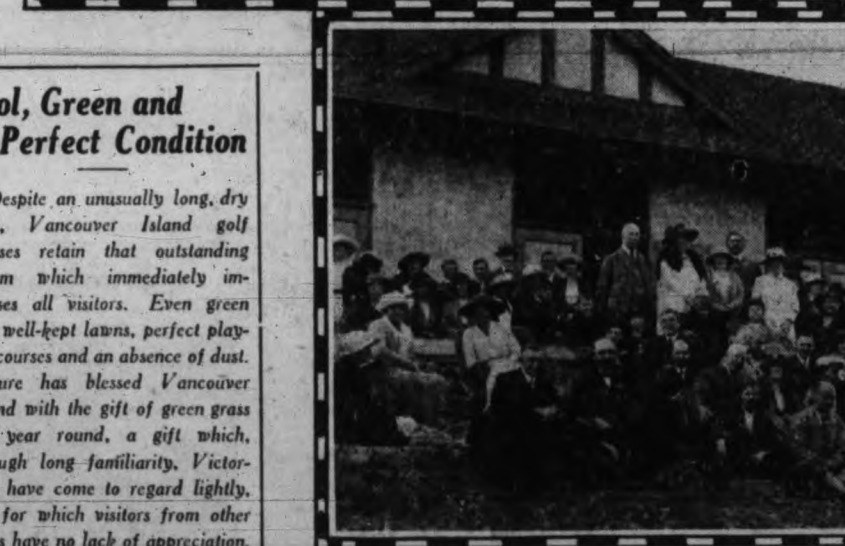 ol, Green and
Perfect Condition
espite an unusually long, dry
, Vancouver Island golf
ses retain that outstanding
m which immediately im-
es all visitors. Even green
well-kept lawns, perfect play-
courses and an absence of dust.
ure has blessed Vancouver
nd with the gift of green grass
year round, a gift which,
ugh long familiarity, Victor-
have come to regard lightly,
for which visitors from other
s have no lack of appreciation.